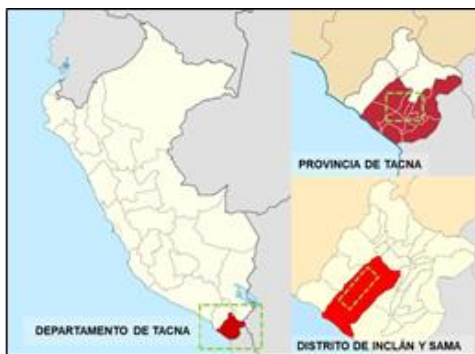 PROVINCIA DE TACNA
DEPARTAMENTO DE TACNA
DISTRITO DE INCLÁN Y SAMA